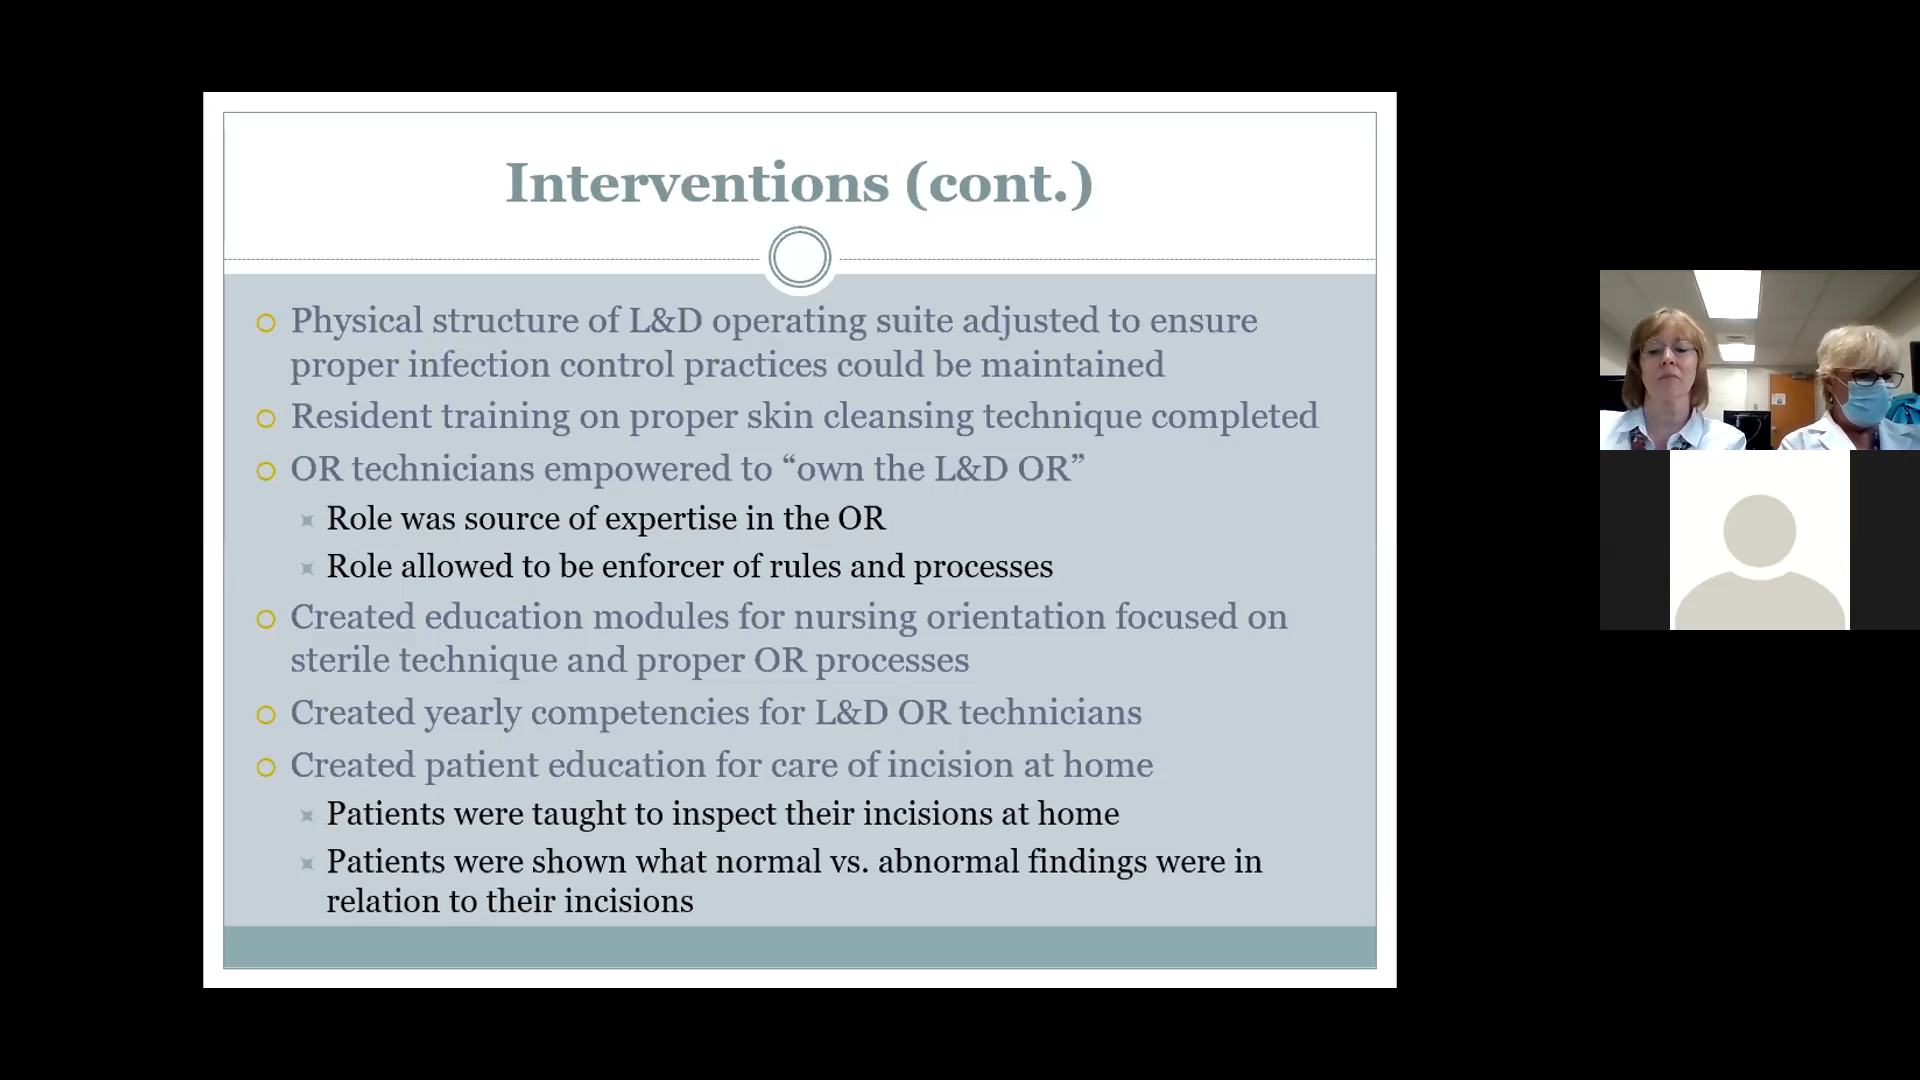 Interventions (cont.)
Physical structure of L&D operating suite adjusted to ensure
proper infection control practices could be maintained
Resident training on proper skin cleansing technique completed
OR technicians empowered to “own the L&D OR”
Role was source of expertise in the OR
Role allowed to be enforcer of rules and processes
Created education modules for nursing orientation focused on
sterile technique and proper OR processes
Created yearly competencies for L&D OR technicians
Created patient education for care of incision at home
Patients were taught to inspect their incisions at home
Patients were shown what normal vs. abnormal findings were in
relation to their incisions